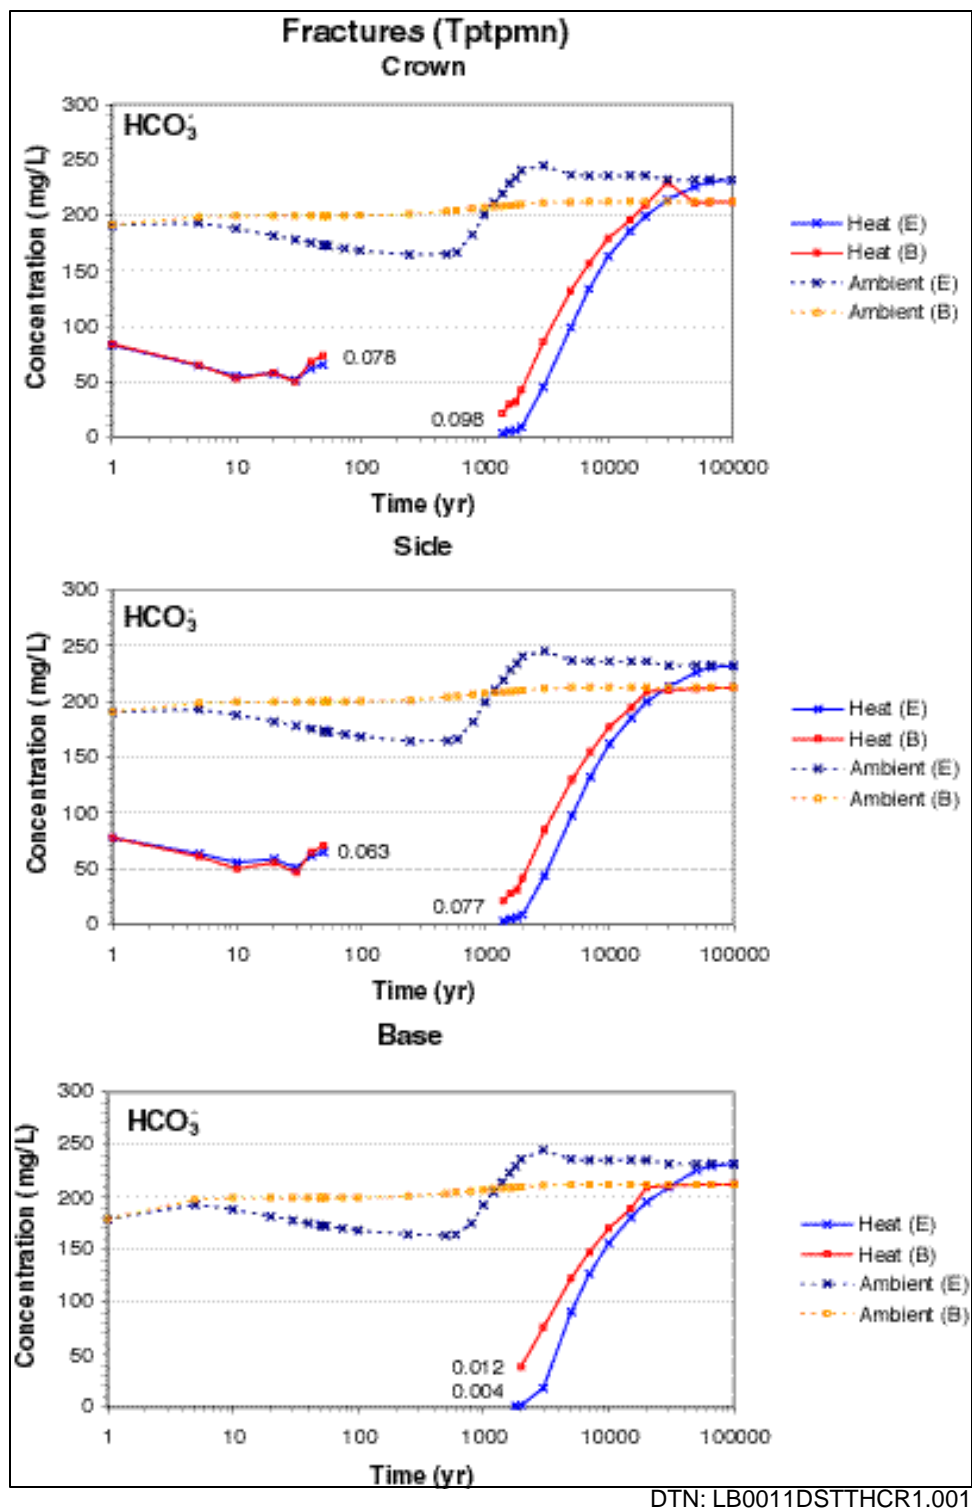 Fractures (Tptpmn)
Crown
300
250
200
150
100
50
0
Concentration (mg/L)
HCO₃⁻
0.078
0.098
1
10
100
1000
10000
100000
Time (yr)
Heat (E)
Heat (B)
Ambient (E)
Ambient (B)
Side
300
250
200
150
100
50
0
Concentration (mg/L)
HCO₃⁻
0.063
0.077
1
10
100
1000
10000
100000
Time (yr)
Heat (E)
Heat (B)
Ambient (E)
Ambient (B)
Base
300
250
200
150
100
50
0
Concentration (mg/L)
HCO₃⁻
0.012
0.004
1
10
100
1000
10000
100000
Time (yr)
Heat (E)
Heat (B)
Ambient (E)
Ambient (B)
DTN: LB0011DSTTHCR1.001